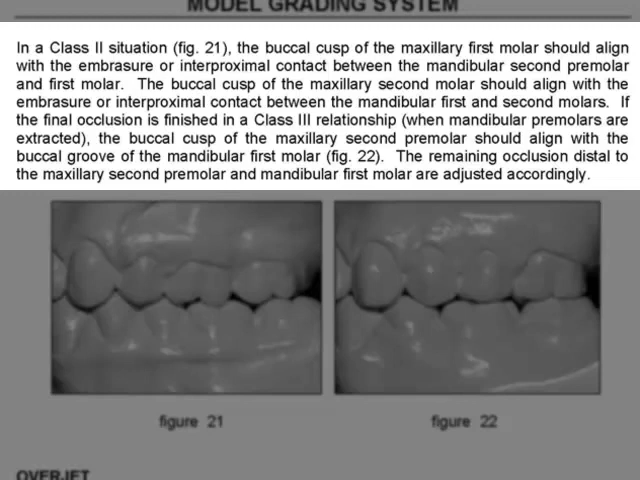 MODEL GRADING SYSTEM
In a Class II situation (fig. 21), the buccal cusp of the maxillary first molar should align
with the embrasure or interproximal contact between the mandibular second premolar
and first molar. The buccal cusp of the maxillary second molar should align with the
embrasure or interproximal contact between the mandibular first and second molars. If
the final occlusion is finished in a Class III relationship (when mandibular premolars are
extracted), the buccal cusp of the maxillary second premolar should align with the
buccal groove of the mandibular first molar (fig. 22). The remaining occlusion distal to
the maxillary second premolar and mandibular first molar are adjusted accordingly.
figure 21
figure 22
OVERJET